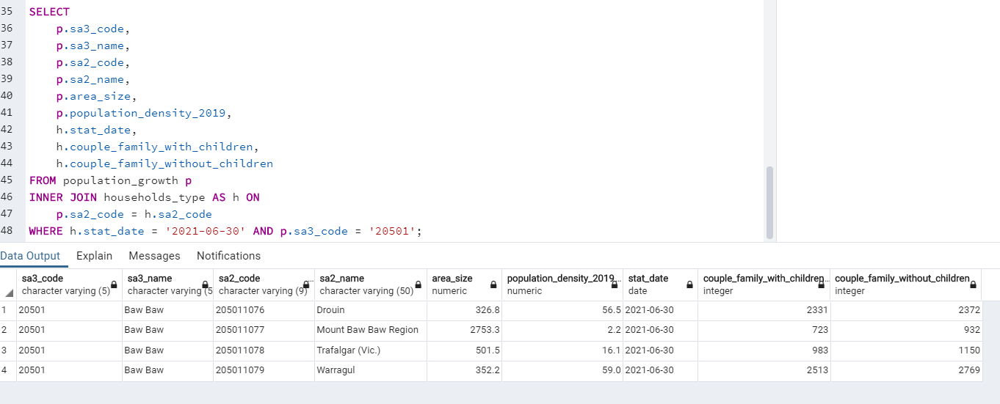 35 SELECT
36 p.sa3_code,
37 p.sa3_name,
38 p.sa2_code,
39 p.sa2_name,
40 p.area_size,
41 p.population_density_2019,
42 h.stat_date,
43 h.couple_family_with_children,
44 h.couple_family_without_children
45 FROM population_growth p
46 INNER JOIN households_type AS h ON
47 p.sa2_code = h.sa2_code
48 WHERE h.stat_date = '2021-06-30' AND p.sa3_code = '20501';
Data Output Explain Messages Notifications
sa3_code sa3_name sa2_code sa2_name area_size population_density_2019 stat_date couple_family_with_children couple_family_without_children
character varying (5) character varying (5 character varying (9) character varying (50) numeric numeric date integer integer
1 20501 Baw Baw 205011076 Drouin 326.8 56.5 2021-06-30 2331 2372
2 20501 Baw Baw 205011077 Mount Baw Baw Region 2753.3 2.2 2021-06-30 723 932
3 20501 Baw Baw 205011078 Trafalgar (Vic.) 501.5 16.1 2021-06-30 983 1150
4 20501 Baw Baw 205011079 Warragul 352.2 59.0 2021-06-30 2513 2769